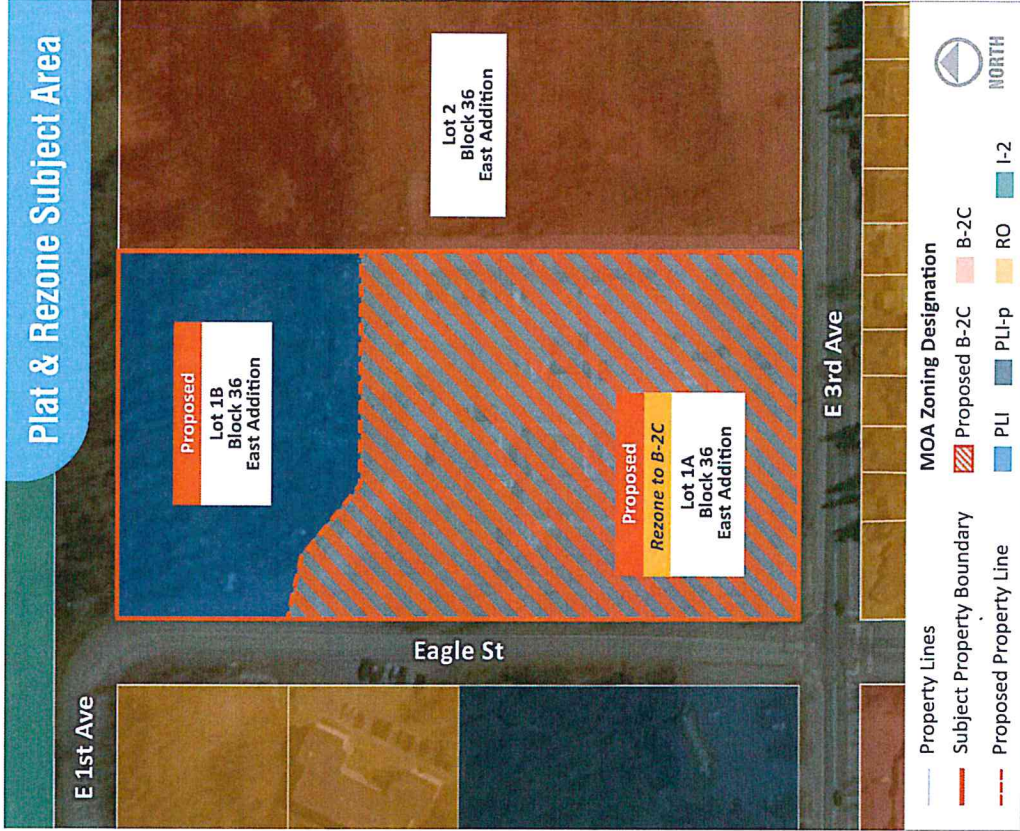 Plat & Rezone Subject Area
E 1st Ave
Proposed
Lot 1B
Block 36
East Addition
Lot 2
Block 36
East Addition
Eagle St
Proposed
Rezone to B-2C
Lot 1A
Block 36
East Addition
E 3rd Ave
Property Lines
Subject Property Boundary
Proposed Property Line
MOA Zoning Designation
Proposed B-2C
B-2C
PLI
PLI-p
RO
I-2
NORTH